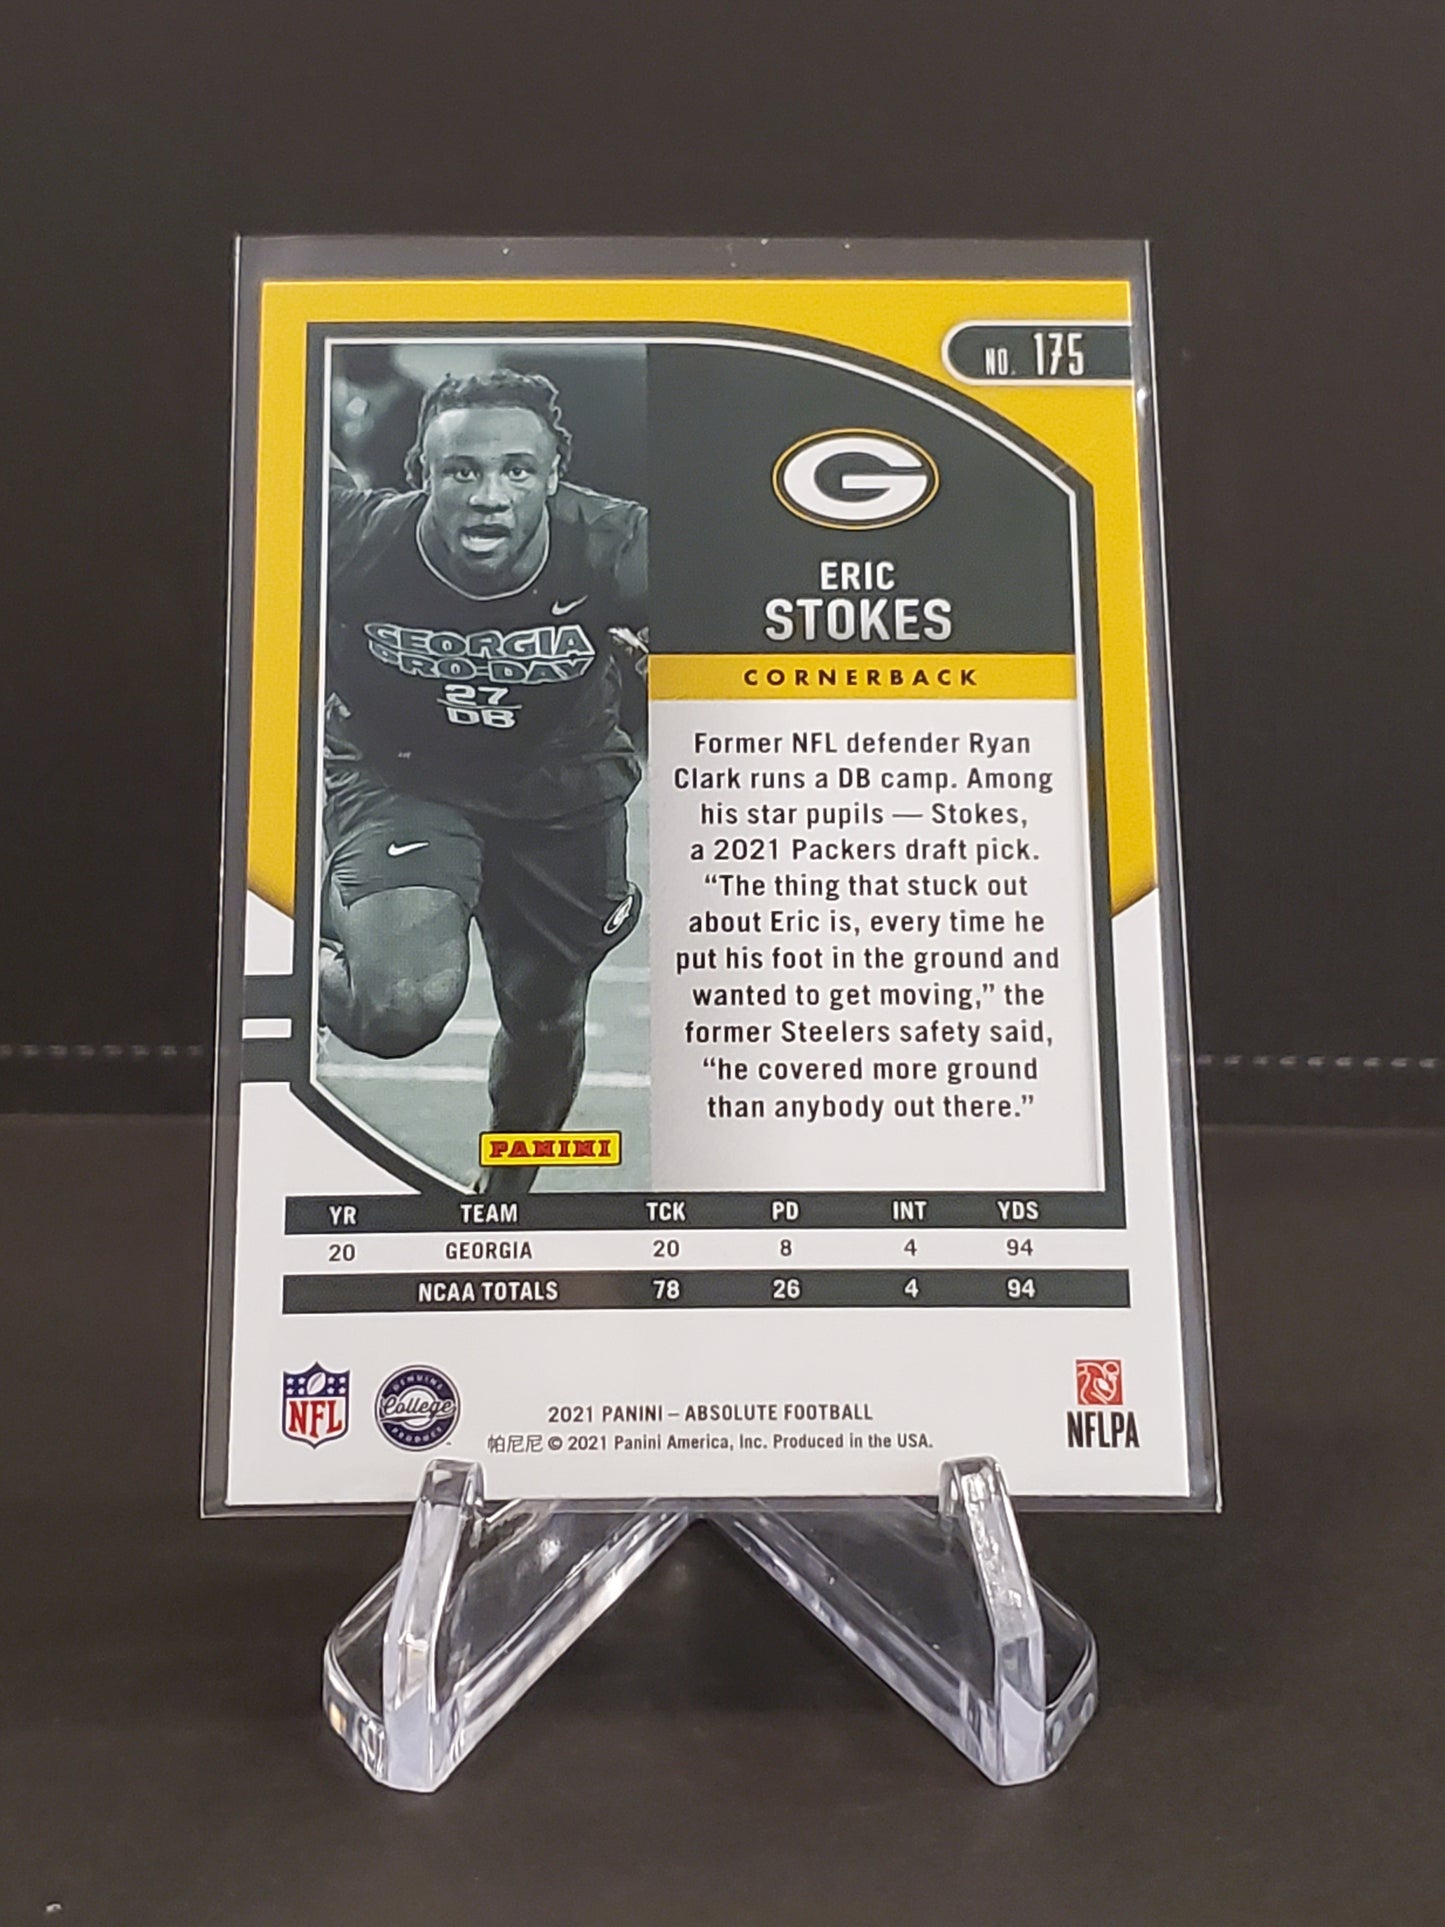 NO. 175
G
ERIC
STOKES
CORNERBACK
GEORGIA
PRO-DAY
27
DB
Former NFL defender Ryan
Clark runs a DB camp. Among
his star pupils — Stokes,
a 2021 Packers draft pick.
“The thing that stuck out
about Eric is, every time he
put his foot in the ground and
wanted to get moving,” the
former Steelers safety said,
“he covered more ground
than anybody out there.”
PANINI
YR TEAM TCK PD INT YDS
20 GEORGIA 20 8 4 94
NCAA TOTALS 78 26 4 94
NFL
GENUINE
College
PRODUCT
2021 PANINI – ABSOLUTE FOOTBALL
帕尼尼 © 2021 Panini America, Inc. Produced in the USA.
NFLPA